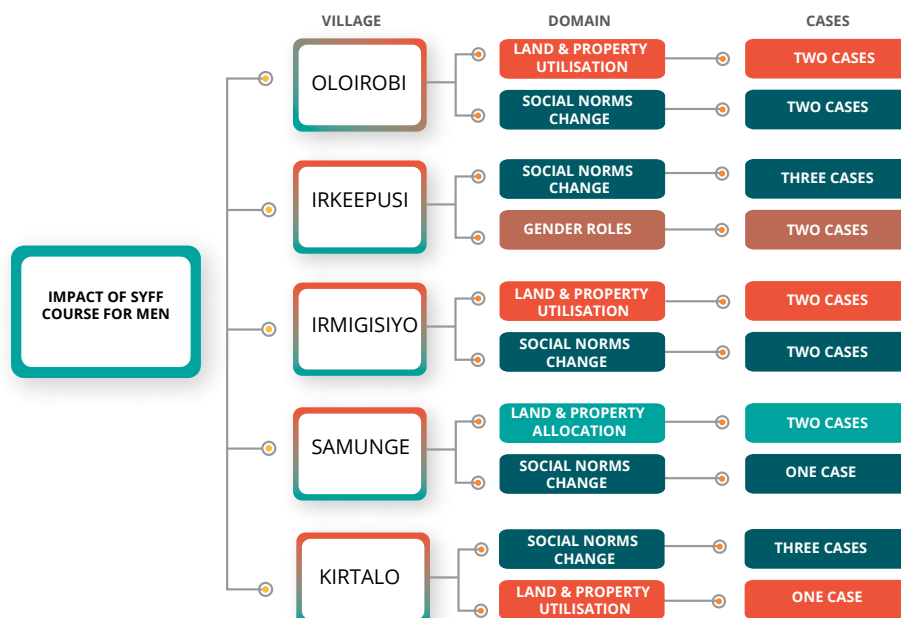 VILLAGE
DOMAIN
CASES
IMPACT OF SYFF
COURSE FOR MEN
OLOIROBI
LAND & PROPERTY
UTILISATION
TWO CASES
SOCIAL NORMS
CHANGE
TWO CASES
IRKEEPUSI
SOCIAL NORMS
CHANGE
THREE CASES
GENDER ROLES
TWO CASES
IRMIGISIYO
LAND & PROPERTY
UTILISATION
TWO CASES
SOCIAL NORMS
CHANGE
TWO CASES
SAMUNGE
LAND & PROPERTY
ALLOCATION
TWO CASES
SOCIAL NORMS
CHANGE
ONE CASE
KIRTALO
SOCIAL NORMS
CHANGE
THREE CASES
LAND & PROPERTY
UTILISATION
ONE CASE